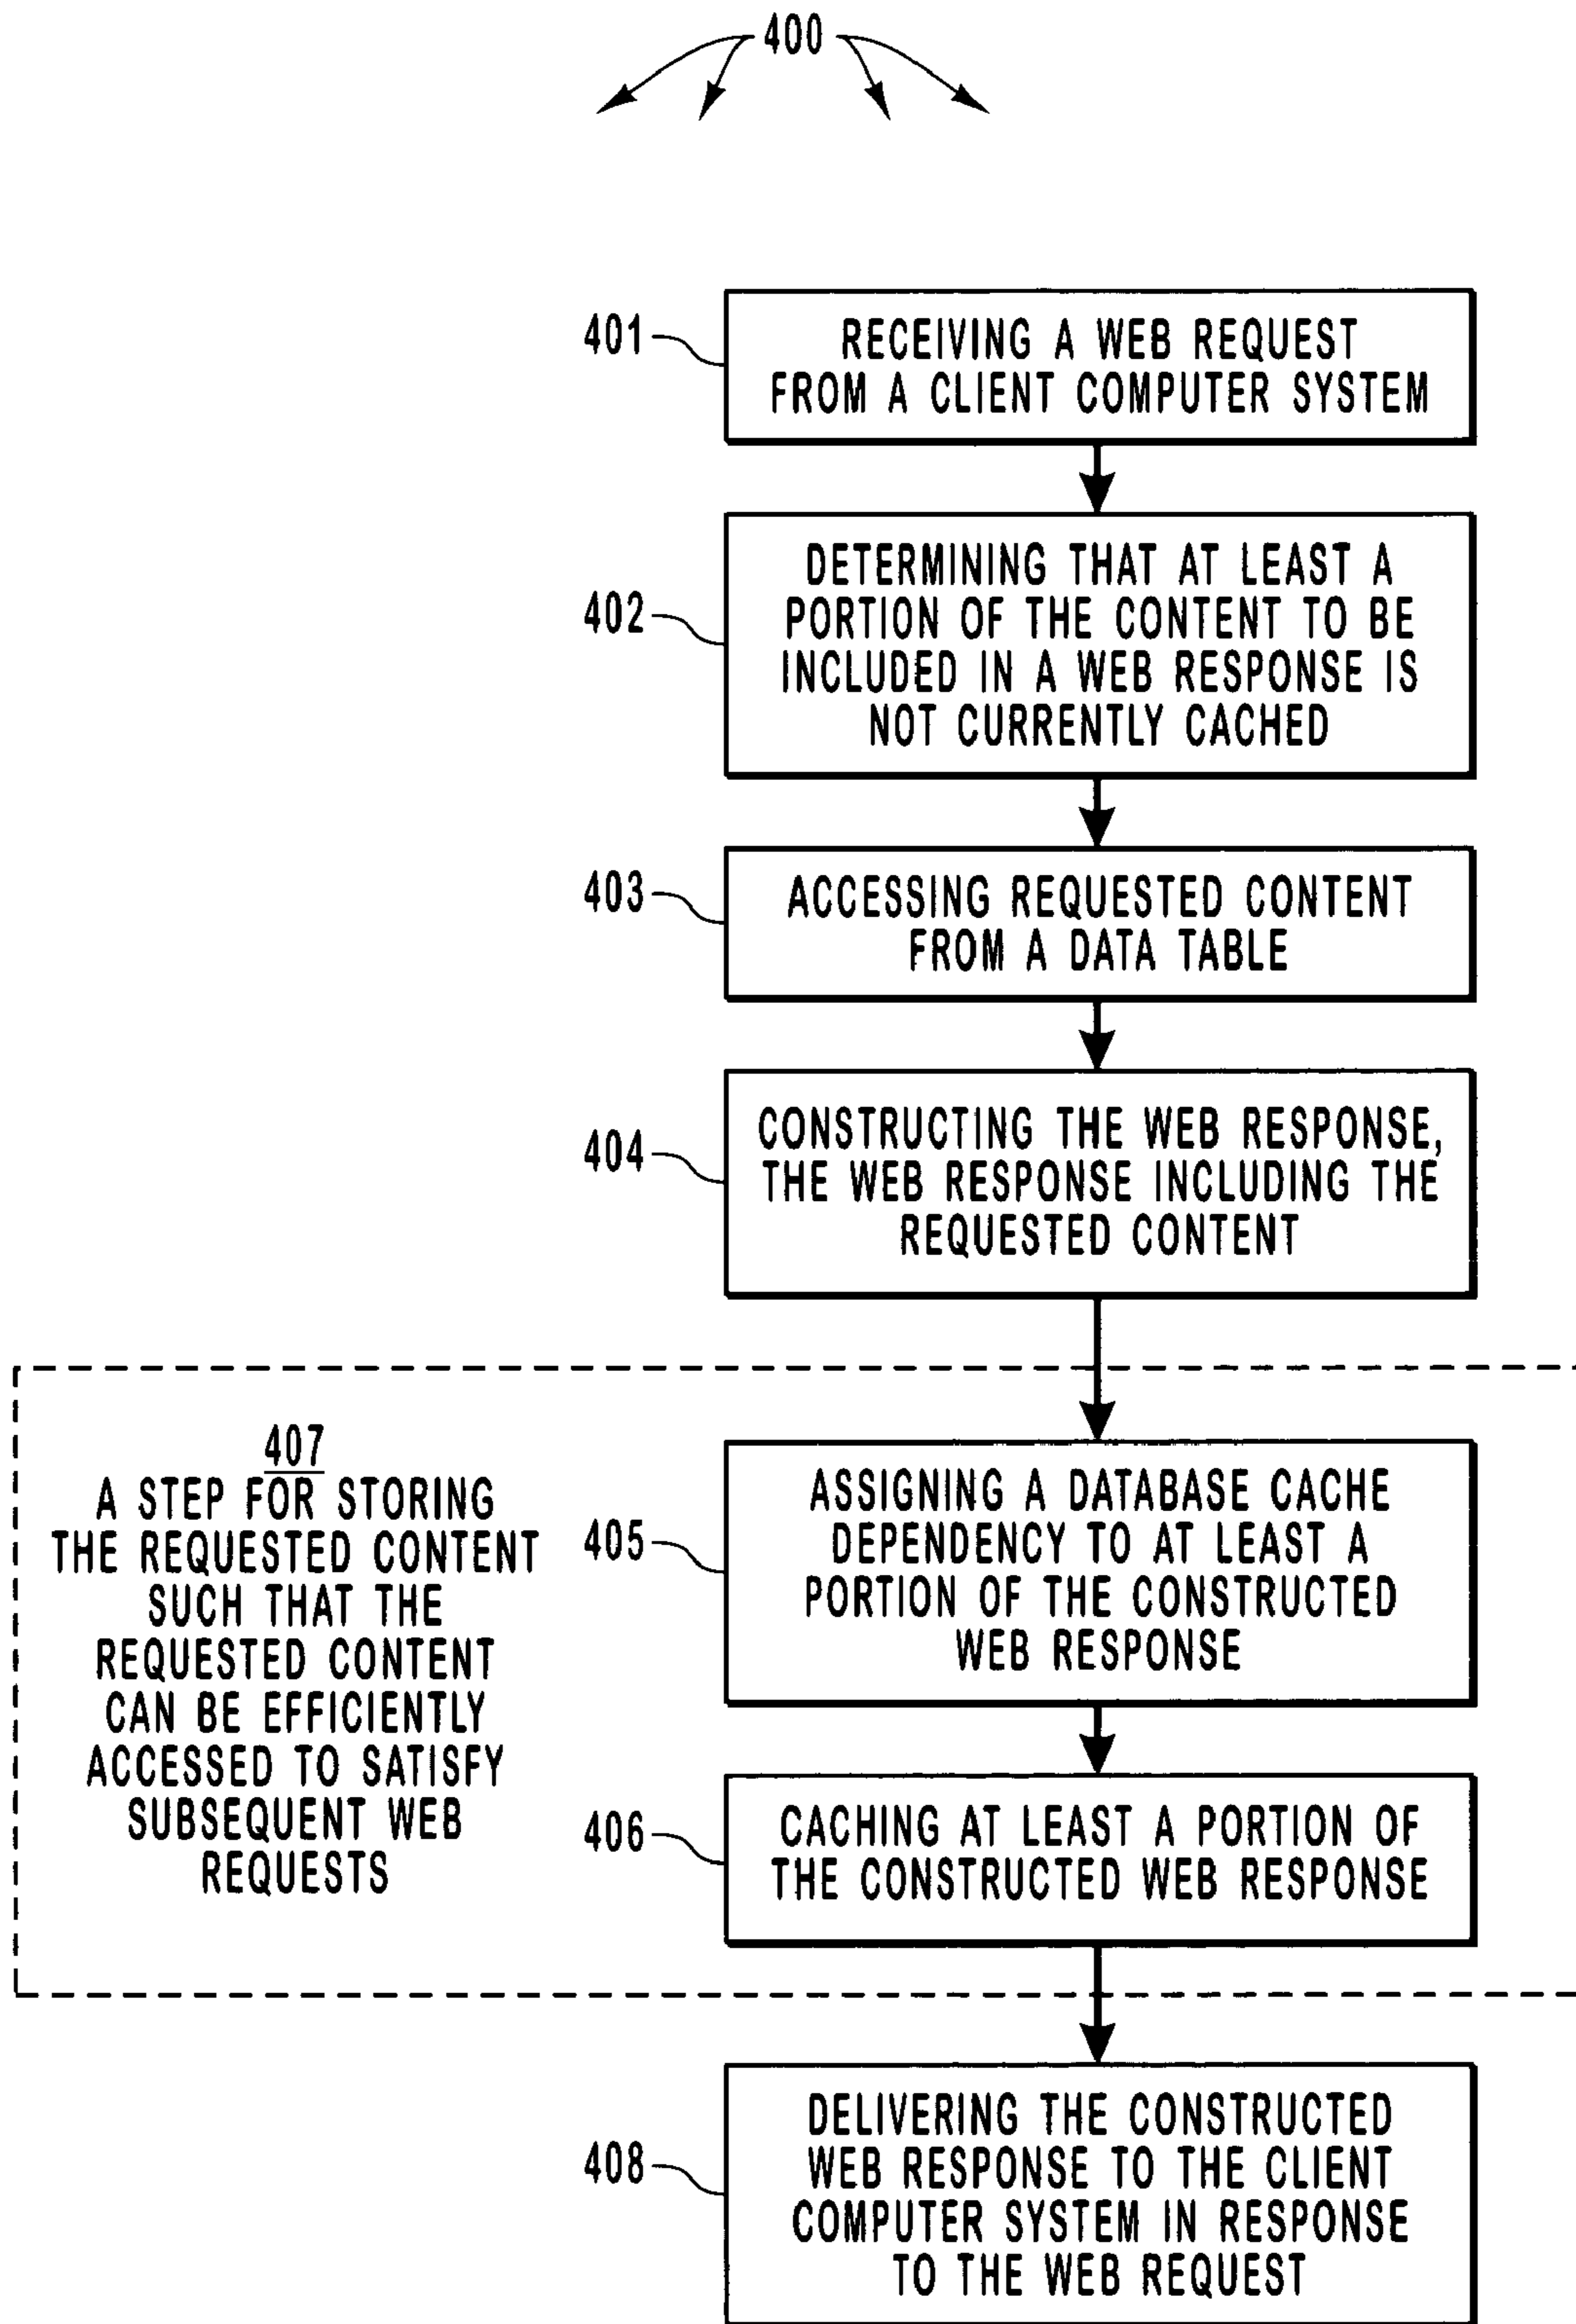 400
401
RECEIVING A WEB REQUEST
FROM A CLIENT COMPUTER SYSTEM
402
DETERMINING THAT AT LEAST A
PORTION OF THE CONTENT TO BE
INCLUDED IN A WEB RESPONSE IS
NOT CURRENTLY CACHED
403
ACCESSING REQUESTED CONTENT
FROM A DATA TABLE
404
CONSTRUCTING THE WEB RESPONSE,
THE WEB RESPONSE INCLUDING THE
REQUESTED CONTENT
407
A STEP FOR STORING
THE REQUESTED CONTENT
SUCH THAT THE
REQUESTED CONTENT
CAN BE EFFICIENTLY
ACCESSED TO SATISFY
SUBSEQUENT WEB
REQUESTS
405
ASSIGNING A DATABASE CACHE
DEPENDENCY TO AT LEAST A
PORTION OF THE CONSTRUCTED
WEB RESPONSE
406
CACHING AT LEAST A PORTION OF
THE CONSTRUCTED WEB RESPONSE
408
DELIVERING THE CONSTRUCTED
WEB RESPONSE TO THE CLIENT
COMPUTER SYSTEM IN RESPONSE
TO THE WEB REQUEST